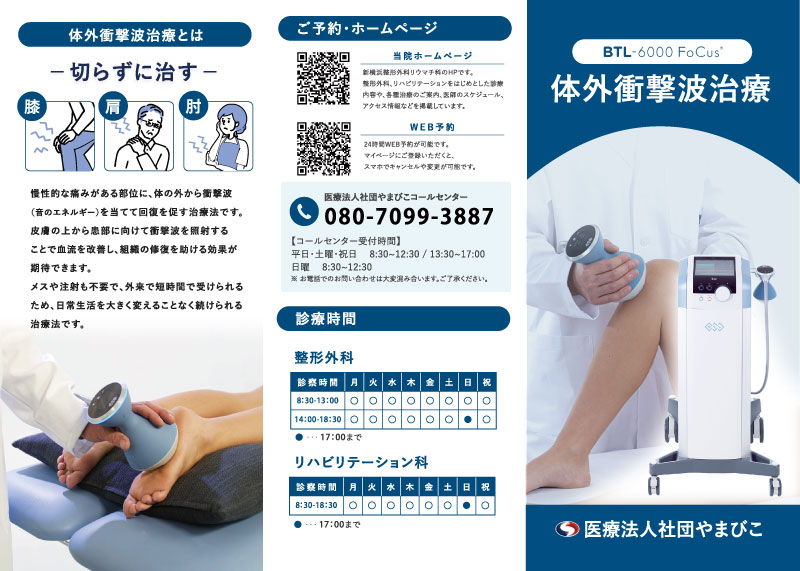 体外衝撃波治療とは
－切らずに治す－
膝
肩
肘
慢性的な痛みがある部位に、体の外から衝撃波
（音のエネルギー）を当てて回復を促す治療法です。
皮膚の上から患部に向けて衝撃波を照射する
ことで血流を改善し、組織の修復を助ける効果が
期待できます。
メスや注射も不要で、外来で短時間で受けられる
ため、日常生活を大きく変えることなく続けられる
治療法です。
ご予約・ホームページ
当院ホームページ
新横浜整形外科リウマチ科のHPです。
整形外科、リハビリテーションをはじめとした診療
内容や、各種治療のご案内、医師のスケジュール、
アクセス情報などを掲載しています。
WEB予約
24時間WEB予約が可能です。
マイページにご登録いただくと、
スマホでキャンセルや変更が可能です。
医療法人社団やまびこコールセンター
080-7099-3887
【コールセンター受付時間】
平日・土曜・祝日　8:30~12:30 / 13:30~17:00
日曜　8:30~12:30
※ お電話でのお問い合わせは大変混み合います。ご了承ください。
診療時間
整形外科
診察時間 月 火 水 木 金 土 日 祝
8:30-13:00 ○ ○ ○ ○ ○ ○ ○ ○
14:00-18:30 ○ ○ ○ ○ ○ ○ ● ○
● ･･･ 17:00まで
リハビリテーション科
診察時間 月 火 水 木 金 土 日 祝
8:30-18:30 ○ ○ ○ ○ ○ ○ ● ○
● ･･･ 17:00まで
BTL-6000 FoCus®
体外衝撃波治療
医療法人社団やまびこ